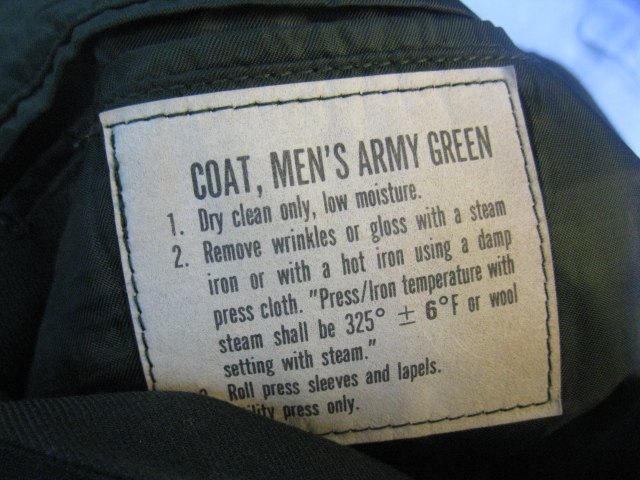 COAT, MEN'S ARMY GREEN
1. Dry clean only, low moisture.
2. Remove wrinkles or gloss with a steam
iron or with a hot iron using a damp
press cloth. "Press/Iron temperature with
steam shall be 325° ± 6°F or wool
setting with steam."
Roll press sleeves and lapels.
press only.